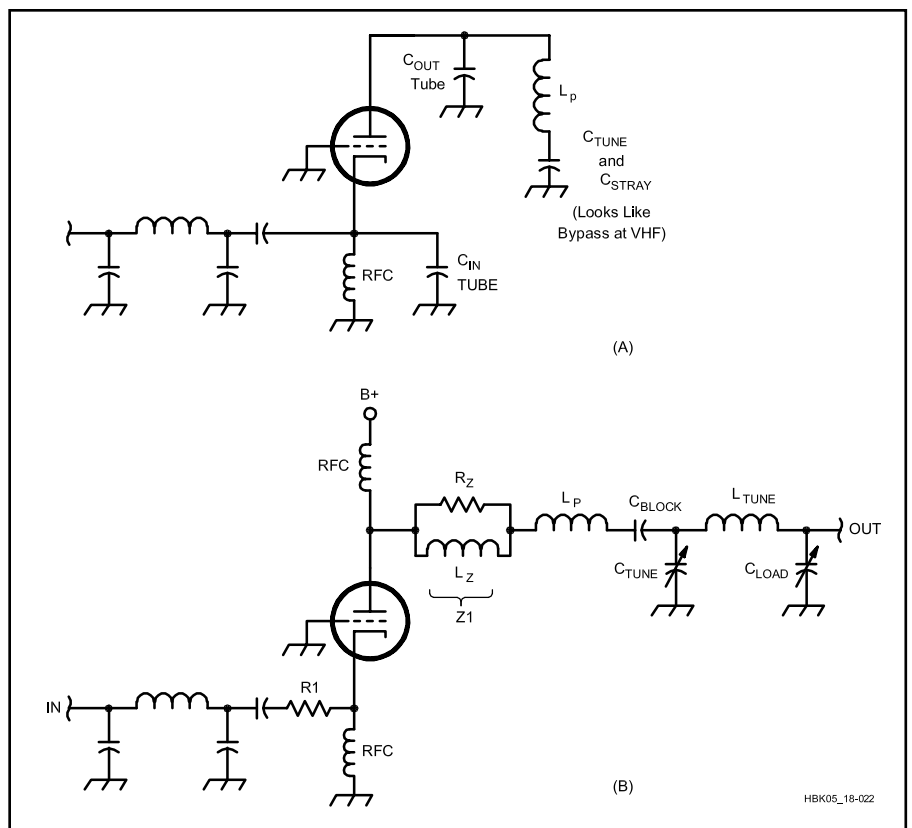 C_OUT
Tube
L_p
C_TUNE
and
C_STRAY
(Looks Like
Bypass at VHF)
RFC
C_IN
TUBE
(A)
B+
RFC
R_Z
L_P
C_BLOCK
L_TUNE
OUT
L_Z
C_TUNE
C_LOAD
Z1
IN
R1
RFC
(B)
HBK05_18-022